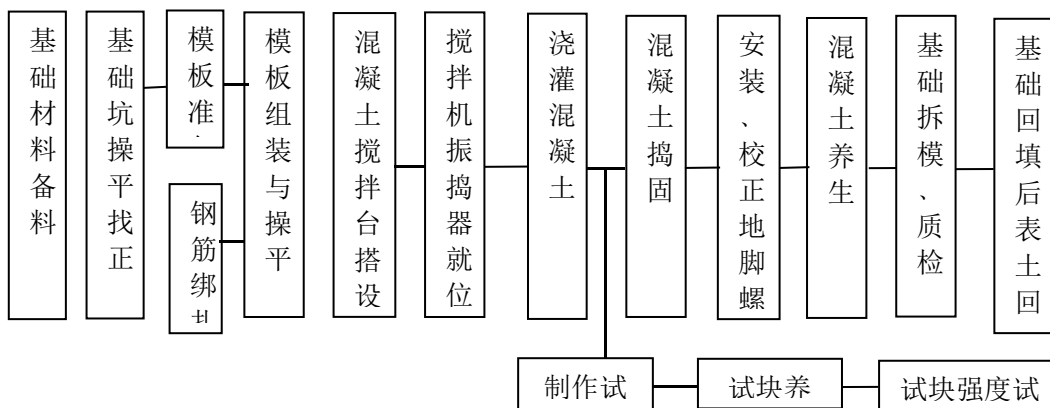 基础材料备料
基础坑操平找正
模板准
钢筋绑扎
模板组装与操平
混凝土搅拌台搭设
搅拌机振捣器就位
浇灌混凝土
混凝土捣固
安装、校正地脚螺
混凝土养生
基础拆模、质检
基础回填后表土回
制作试
试块养
试块强度试